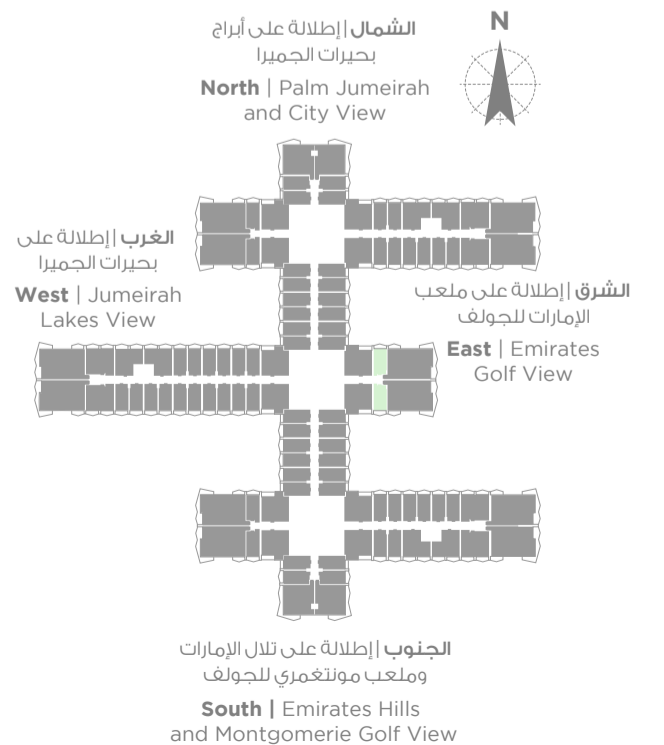 الشمال | إطلالة على أبراج
بحيرات الجميرا
North | Palm Jumeirah
and City View
N
الغرب | إطلالة على
بحيرات الجميرا
West | Jumeirah
Lakes View
الشرق | إطلالة على ملعب
الإمارات للجولف
East | Emirates
Golf View
الجنوب | إطلالة على تلال الإمارات
وملعب مونتغمري للجولف
South | Emirates Hills
and Montgomerie Golf View